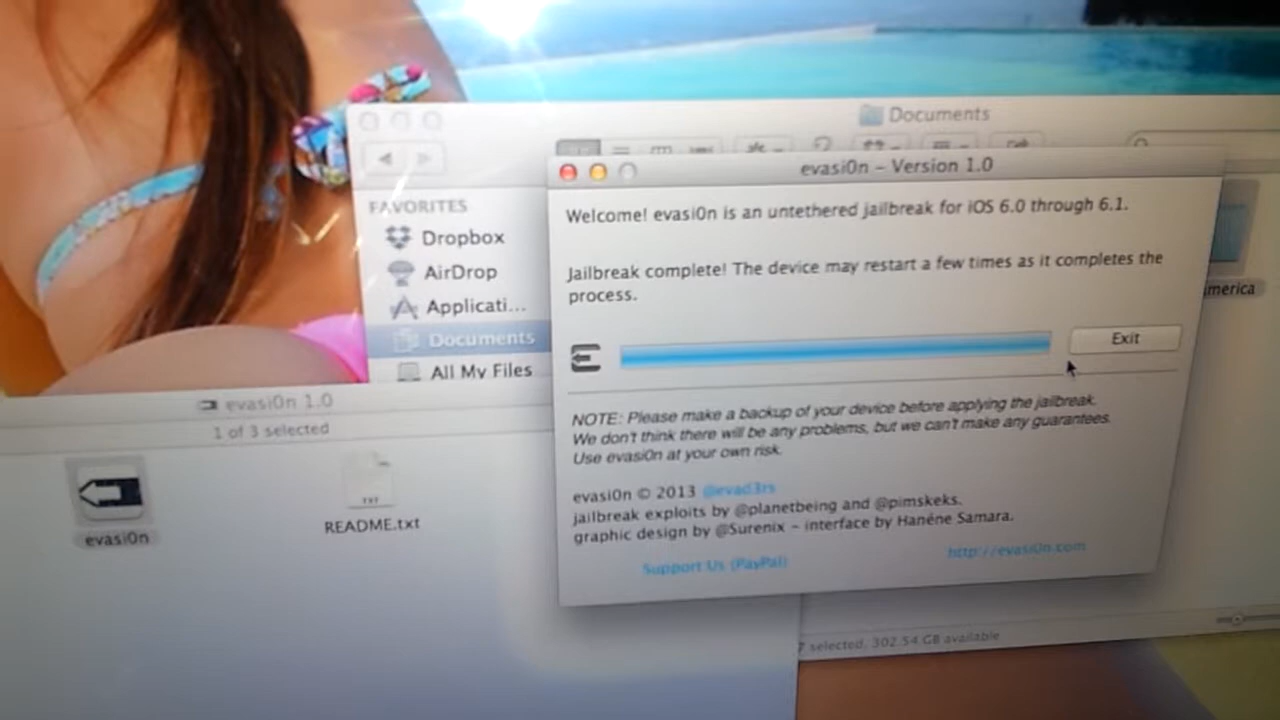 Documents
evasi0n – Version 1.0
Welcome! evasi0n is an untethered jailbreak for iOS 6.0 through 6.1.
FAVORITES
Dropbox
AirDrop
Applicati...
Documents
All My Files
Jailbreak complete! The device may restart a few times as it completes the
process.
Exit
merica
evasi0n 1.0
1 of 3 selected
NOTE: Please make a backup of your device before applying the jailbreak.
We don't think there will be any problems, but we can't make any guarantees.
Use evasi0n at your own risk.
evasi0n © 2013 @evad3rs
jailbreak exploits by @planetbeing and @pimskeks.
graphic design by @Surenix – interface by Hanéne Samara.
Support Us (PayPal)
http://evasi0n.com
TXT
evasi0n
README.txt
7 selected, 302.54 GB available